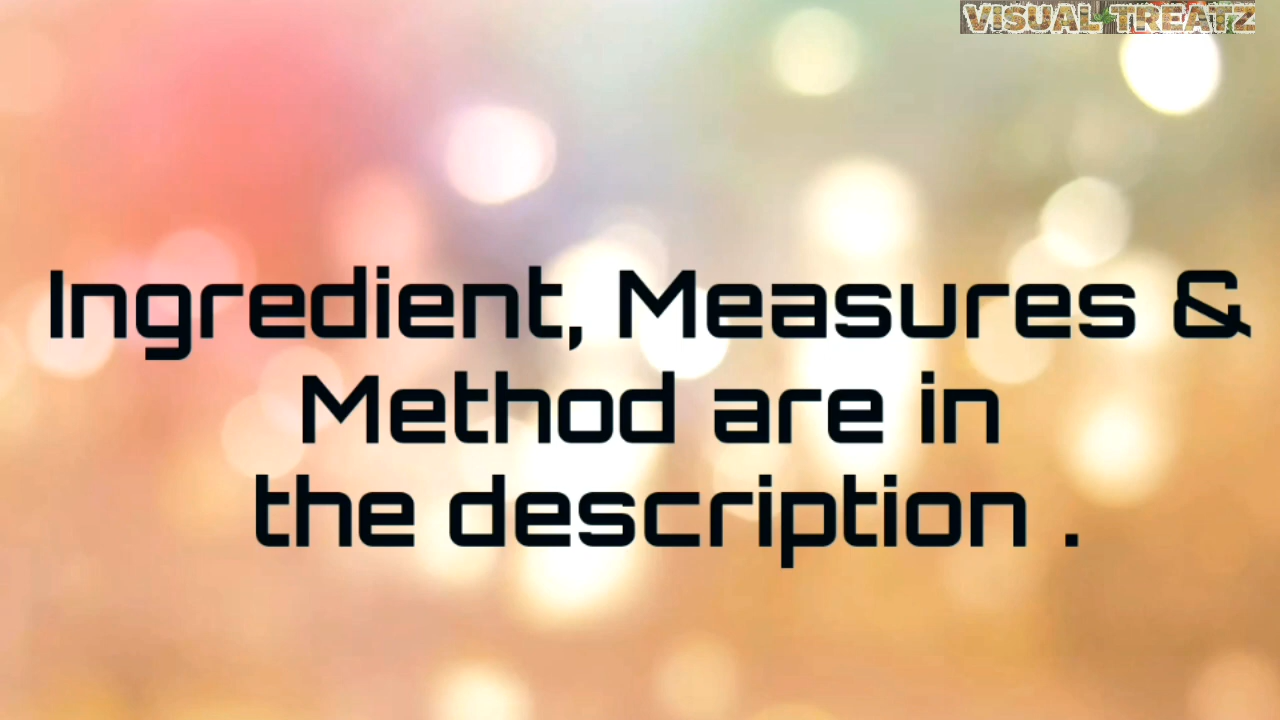 VISUAL TREATZ
Ingredient, Measures &
Method are in
the description .